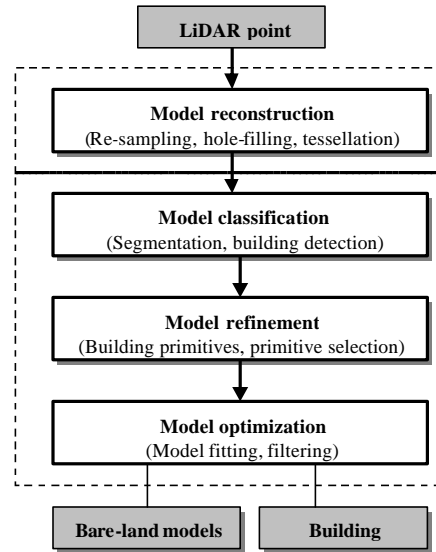 LiDAR point
Model reconstruction
(Re-sampling, hole-filling, tessellation)
Model classification
(Segmentation, building detection)
Model refinement
(Building primitives, primitive selection)
Model optimization
(Model fitting, filtering)
Bare-land models
Building